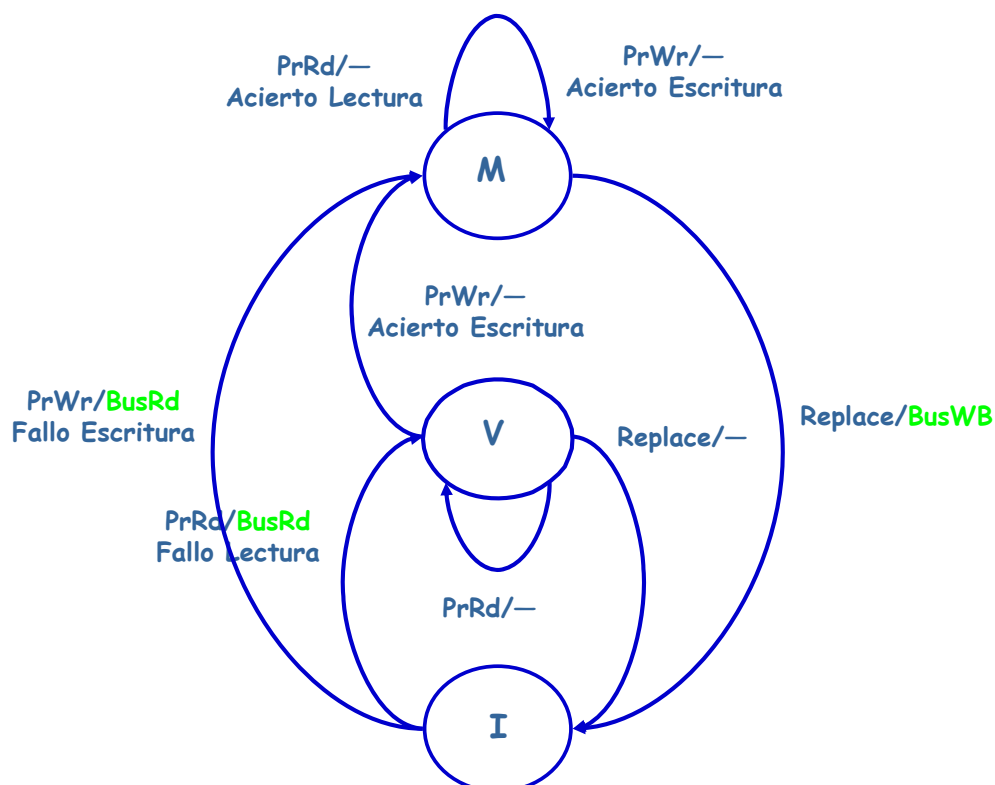 PrRd/—
Acierto Lectura
PrWr/—
Acierto Escritura
M
PrWr/—
Acierto Escritura
PrWr/BusRd
Fallo Escritura
Replace/BusWB
V
Replace/—
PrRd/BusRd
Fallo Lectura
PrRd/—
I